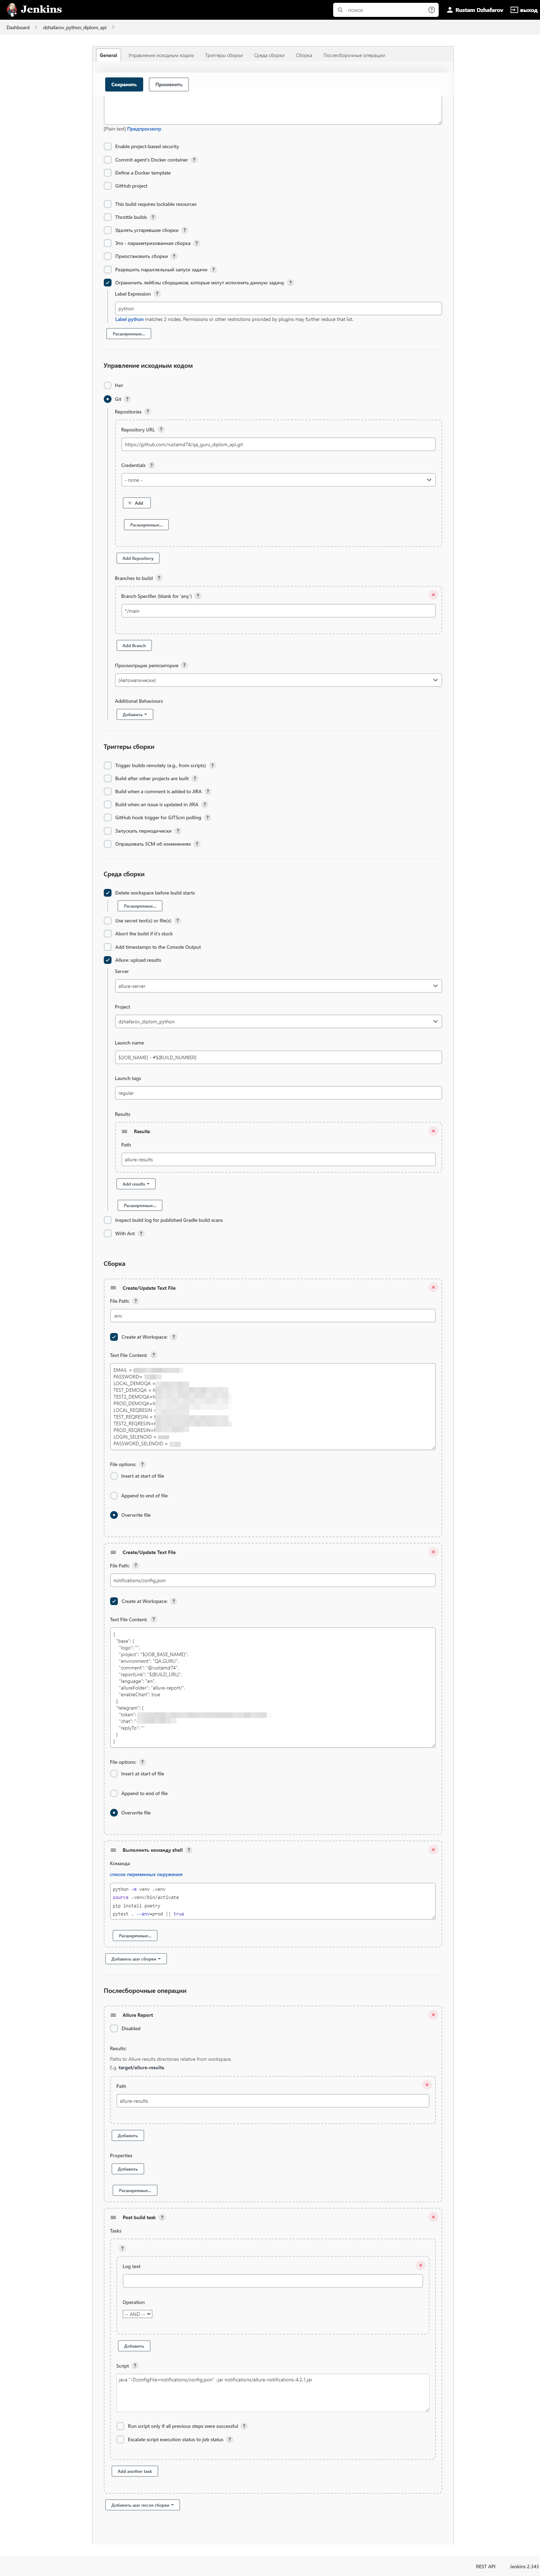 Jenkins
поиск
Rustam Dzhafarov
выход
Dashboard
dzhafarov_python_diplom_api
General
Управление исходным кодом
Триггеры сборки
Среда сборки
Сборка
Послесборочные операции
Сохранить
Применить
[Plain text] Предпросмотр
Enable project-based security
Commit agent's Docker container ?
Define a Docker template
GitHub project
This build requires lockable resources
Throttle builds ?
Удалять устаревшие сборки ?
Это - параметризованная сборка ?
Приостановить сборки ?
Разрешить параллельный запуск задачи ?
Ограничить лейблы сборщиков, которые могут исполнять данную задачу ?
Label Expression ?
python
Label python matches 2 nodes. Permissions or other restrictions provided by plugins may further reduce that list.
Расширенные...
Управление исходным кодом
Нет
Git ?
Repositories ?
Repository URL ?
https://github.com/rustamd74/qa_guru_diplom_api.git
Credentials ?
- none -
+ Add
Расширенные...
Add Repository
Branches to build ?
Branch Specifier (blank for 'any') ?
*/main
Add Branch
Просмотрщик репозитория ?
(Автоматически)
Additional Behaviours
Добавить
Триггеры сборки
Trigger builds remotely (e.g., from scripts) ?
Build after other projects are built ?
Build when a comment is added to JIRA ?
Build when an issue is updated in JIRA ?
GitHub hook trigger for GITScm polling ?
Запускать периодически ?
Опрашивать SCM об изменениях ?
Среда сборки
Delete workspace before build starts
Расширенные...
Use secret text(s) or file(s) ?
Abort the build if it's stuck
Add timestamps to the Console Output
Allure: upload results
Server
allure-server
Project
dzhafarov_diplom_python
Launch name
${JOB_NAME} - #${BUILD_NUMBER}
Launch tags
regular
Results
Results
Path
allure-results
Add results
Расширенные...
Inspect build log for published Gradle build scans
With Ant ?
Сборка
Create/Update Text File
File Path: ?
.env
Create at Workspace: ?
Text File Content: ?
EMAIL =
PASSWORD=
LOCAL_DEMOQA =
TEST_DEMOQA = h
TEST2_DEMOQA=h
PROD_DEMOQA=h
LOCAL_REQRESIN =
TEST_REQRESIN =
TEST2_REQRESIN=
PROD_REQRESIN=
LOGIN_SELENOID =
PASSWORD_SELENOID =
File options: ?
Insert at start of file
Append to end of file
Overwrite file
Create/Update Text File
File Path: ?
notifications/config.json
Create at Workspace: ?
Text File Content: ?
{
"base": {
"logo": "",
"project": "${JOB_BASE_NAME}",
"environment": "QA.GURU",
"comment": "@rustamd74",
"reportLink": "${BUILD_URL}",
"language": "en",
"allureFolder": "allure-report/",
"enableChart": true
},
"telegram": {
"token":
"chat": "-
"replyTo": ""
}
}
File options: ?
Insert at start of file
Append to end of file
Overwrite file
Выполнить команду shell ?
Команда
список переменных окружения
python -m venv .venv
source .venv/bin/activate
pip install poetry
pytest . --env=prod || true
Расширенные...
Добавить шаг сборки
Послесборочные операции
Allure Report
Disabled
Results:
Paths to Allure results directories relative from workspace.
E.g. target/allure-results.
Path
allure-results
Добавить
Properties
Добавить
Расширенные...
Post build task ?
Tasks
?
Log text
Operation
-- AND --
Добавить
Script ?
java "-DconfigFile=notifications/config.json" -jar notifications/allure-notifications-4.2.1.jar
Run script only if all previous steps were successful ?
Escalate script execution status to job status ?
Add another task
Добавить шаг после сборки
REST API
Jenkins 2.343